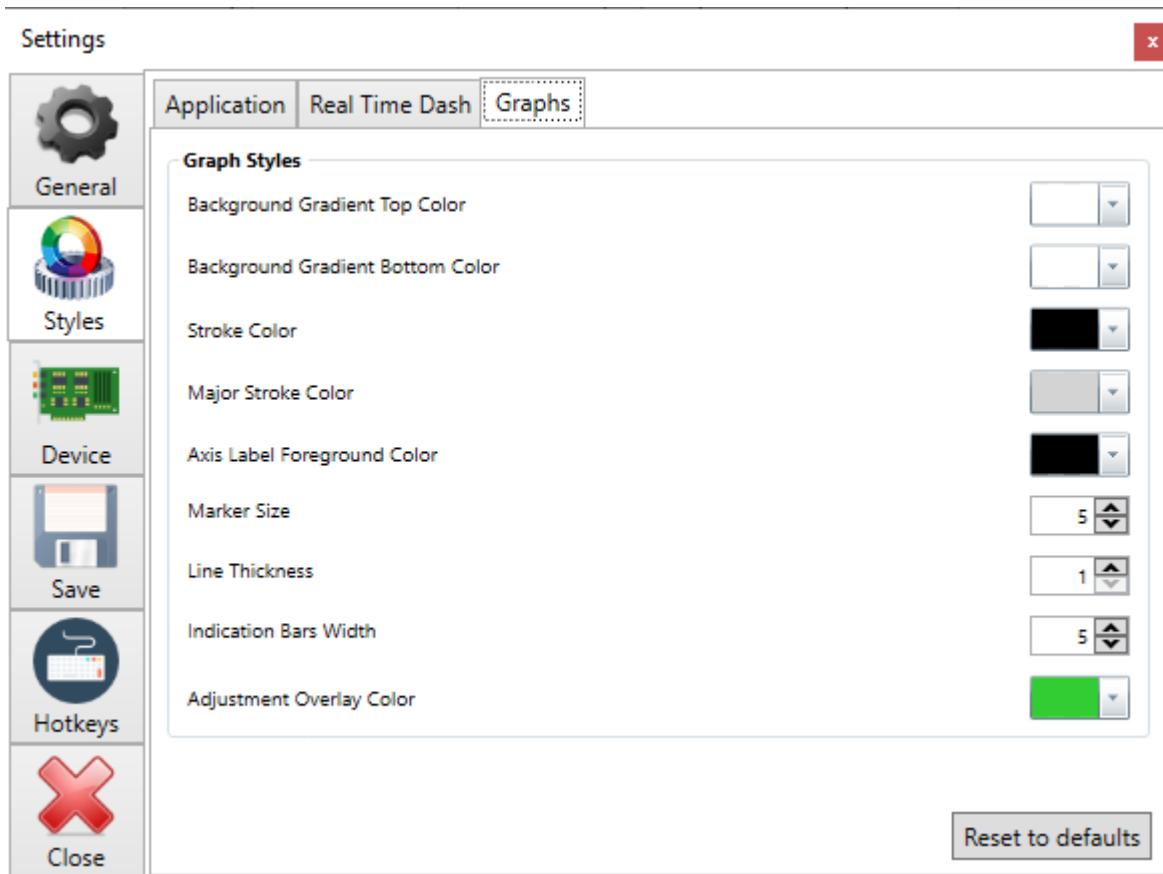 Settings
x
General
Styles
Device
Save
Hotkeys
Close
Application Real Time Dash Graphs
Graph Styles
Background Gradient Top Color
Background Gradient Bottom Color
Stroke Color
Major Stroke Color
Axis Label Foreground Color
Marker Size 5
Line Thickness 1
Indication Bars Width 5
Adjustment Overlay Color
Reset to defaults